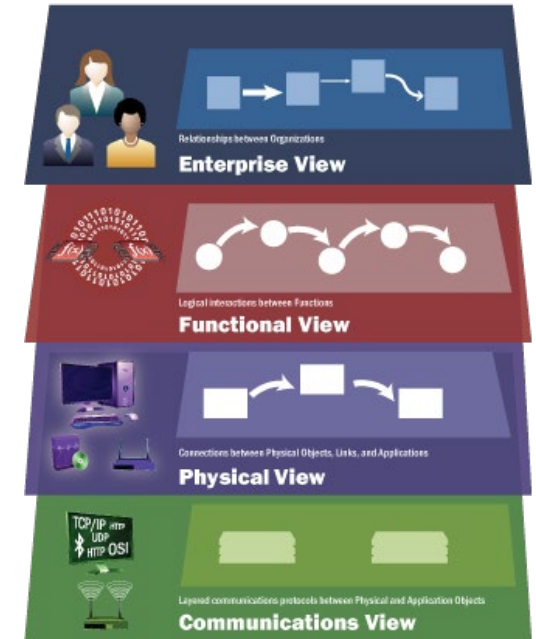 Relationships between Organizations
Enterprise View
f(x)
f(x)
Logical interactions between Functions
Functional View
Connections between Physical Objects, Links, and Applications
Physical View
TCP/IP HTTP
UDP
HTTP OSI
Layered communications protocols between Physical and Application Objects
Communications View